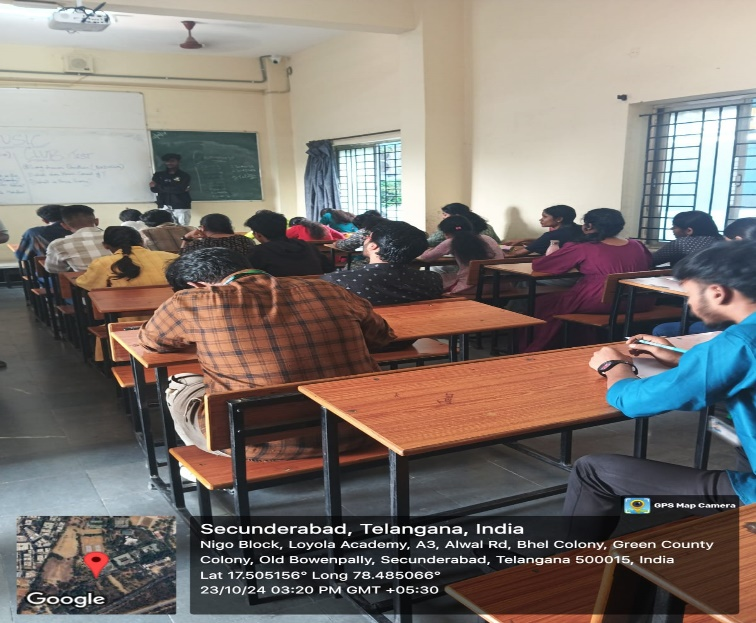 GPS Map Camera
Secunderabad, Telangana, India
Nigo Block, Loyola Academy, A3, Alwal Rd, Bhel Colony, Green County
Colony, Old Bowenpally, Secunderabad, Telangana 500015, India
Lat 17.505156° Long 78.485066°
23/10/24 03:20 PM GMT +05:30
Google